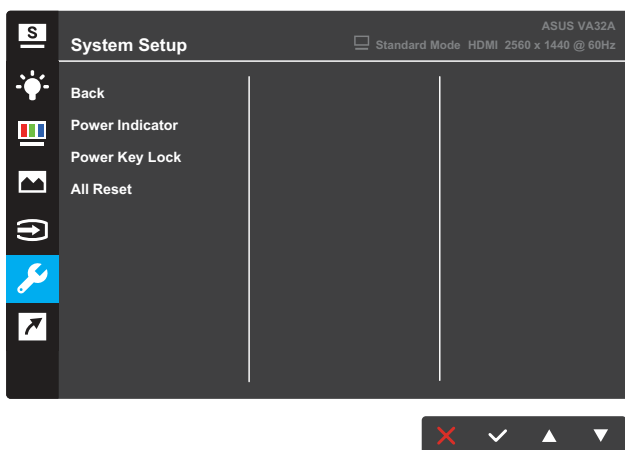 S
ASUS VA32A
System Setup
Standard Mode HDMI 2560 x 1440 @ 60Hz
Back
Power Indicator
Power Key Lock
All Reset